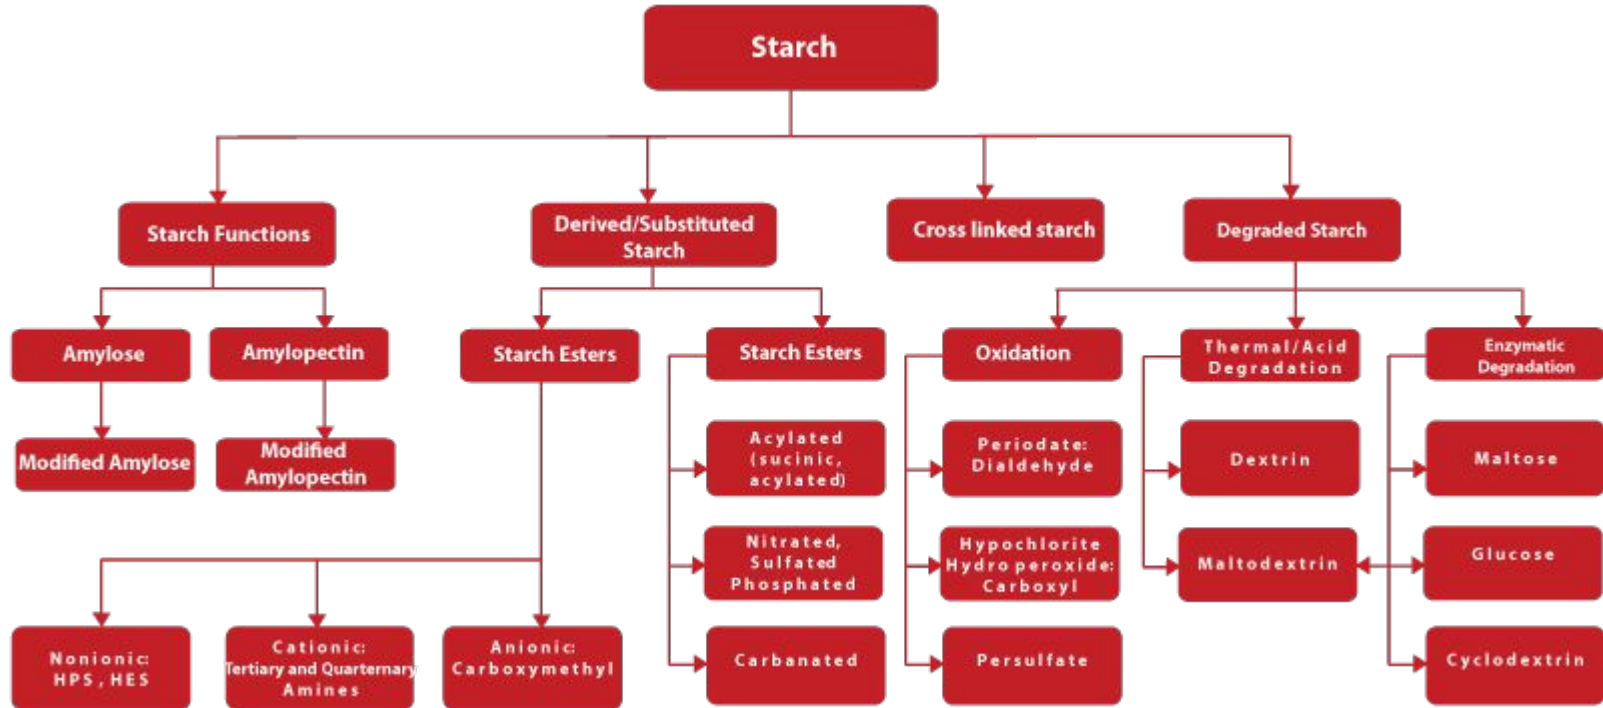 Starch
Starch Functions
Derived/Substituted
Starch
Cross linked starch
Degraded Starch
Amylose
Amylopectin
Starch Esters
Starch Esters
Oxidation
Thermal/Acid
Degradation
Enzymatic
Degradation
Modified Amylose
Modified
Amylopectin
Acylated
(sucinic,
acylated)
Periodate:
Dialdehyde
Dextrin
Maltose
Nitrated,
Sulfated
Phosphated
Hypochlorite
Hydro peroxide:
Carboxyl
Maltodextrin
Glucose
Nonionic:
HPS, HES
Cationic:
Tertiary and Quarternary
Amines
Anionic:
Carboxymethyl
Carbanated
Persulfate
Cyclodextrin